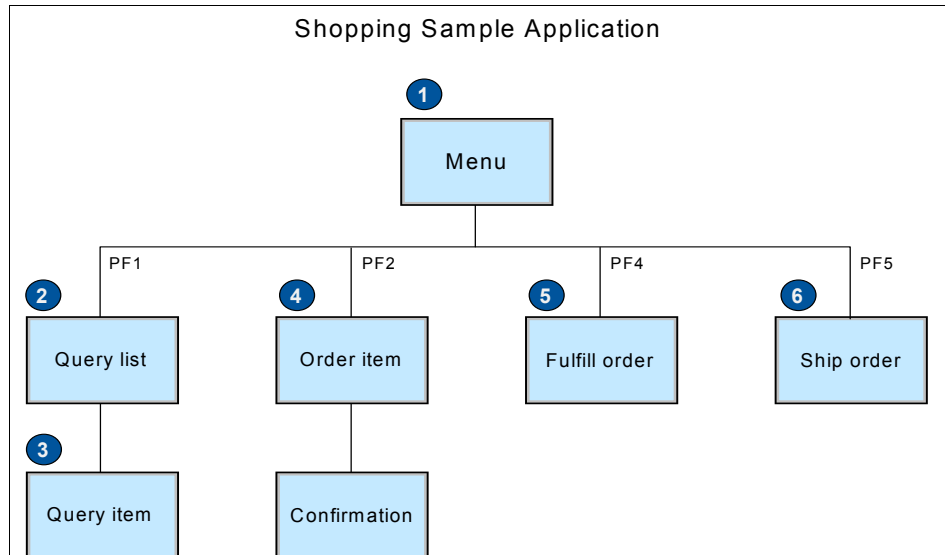 Shopping Sample Application
1
Menu
PF1
PF2
PF4
PF5
2
4
5
6
Query list
Order item
Fulfill order
Ship order
3
Query item
Confirmation